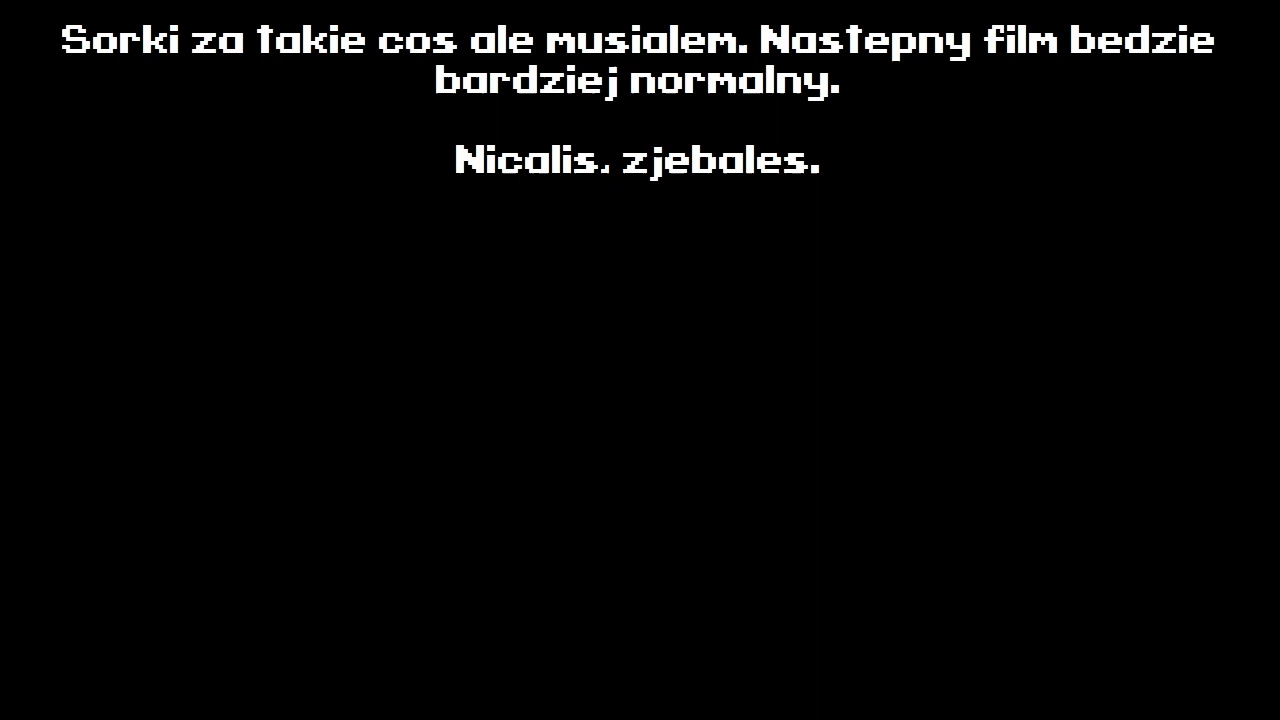 Sorki za takie cos ale musialem. Nastepny film bedzie
bardziej normalny.
Nicalis, zjebales.